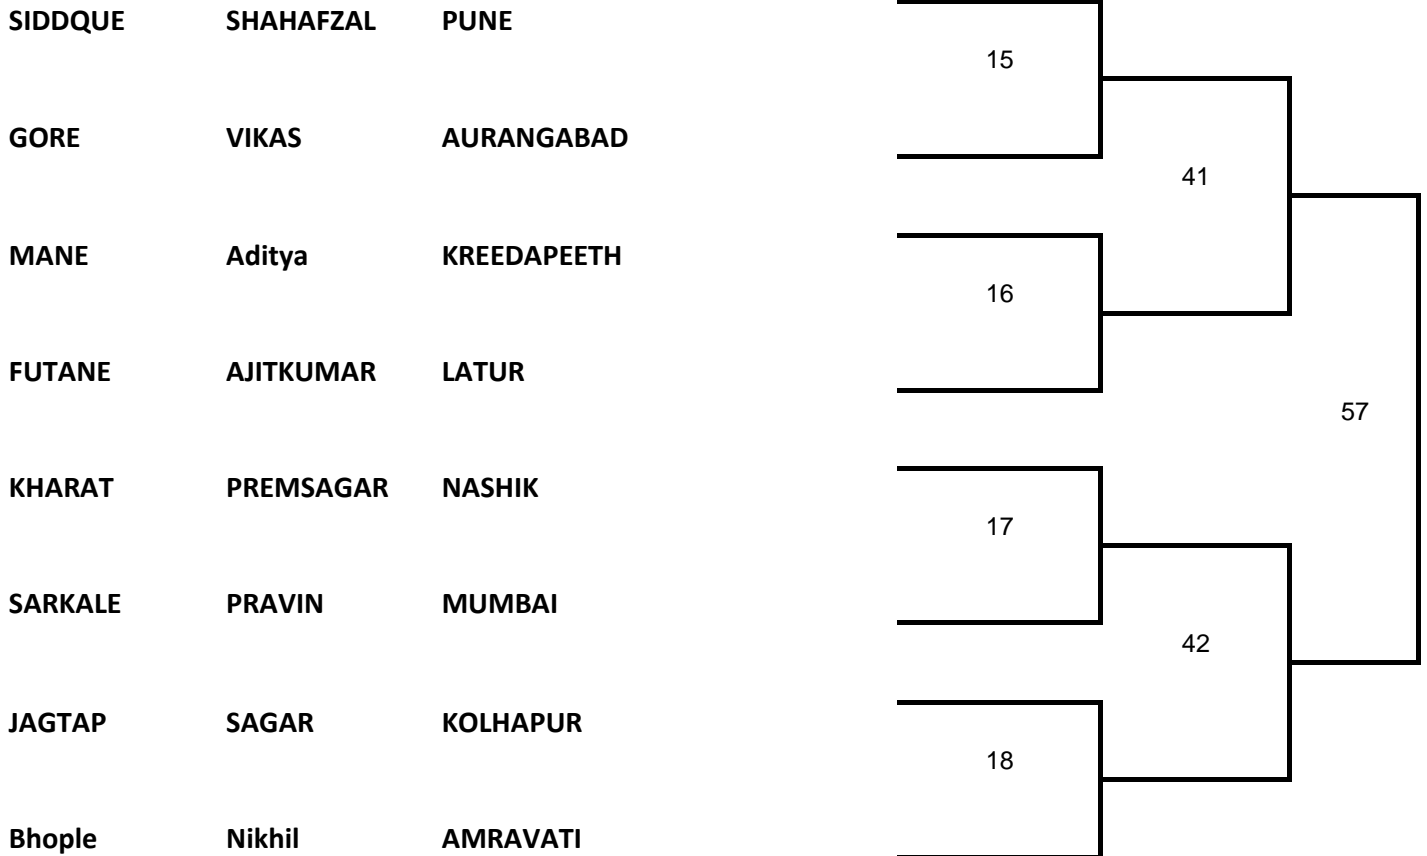 SIDDQUE SHAHAFZAL PUNE
15
GORE VIKAS AURANGABAD
41
MANE Aditya KREEDAPEETH
16
FUTANE AJITKUMAR LATUR
57
KHARAT PREMSAGAR NASHIK
17
SARKALE PRAVIN MUMBAI
42
JAGTAP SAGAR KOLHAPUR
18
Bhople Nikhil AMRAVATI